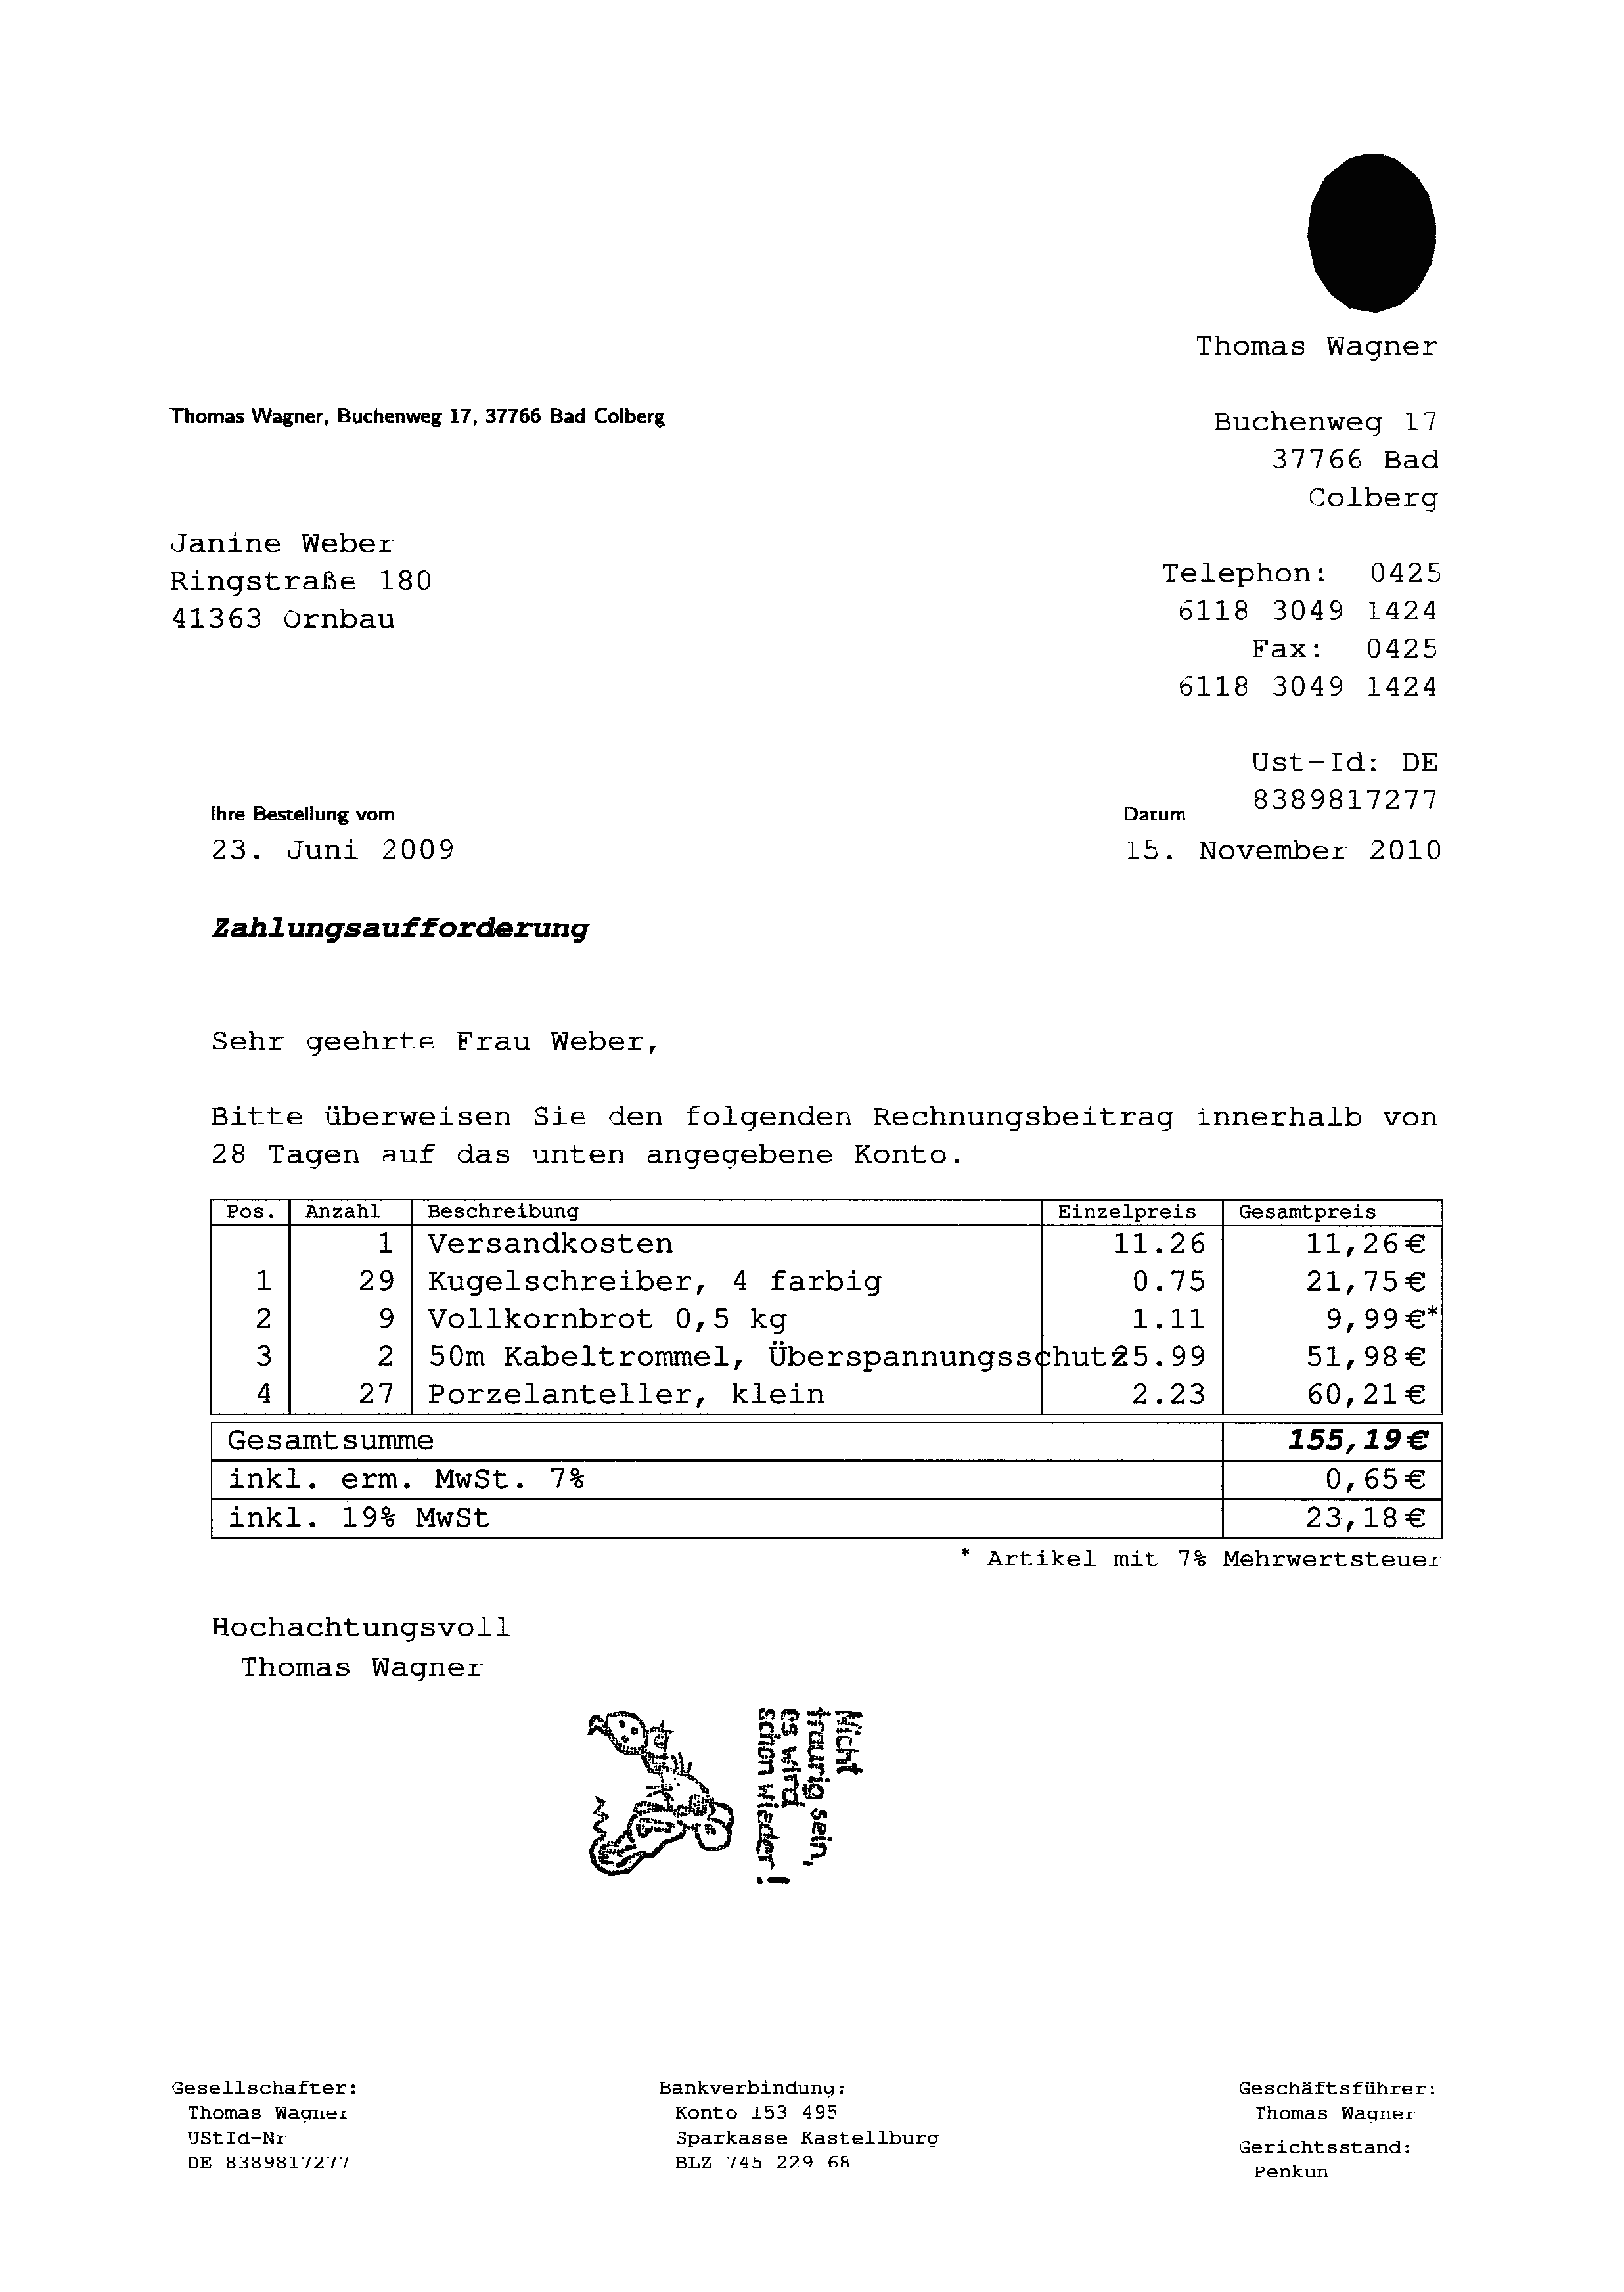 Thomas Wagner
Thomas Wagner, Buchenweg 17, 37766 Bad Colberg
Buchenweg 17
37766 Bad
Colberg
Janine Weber
Ringstraße 180
41363 Ornbau
Telephon: 0425
6118 3049 1424
Fax: 0425
6118 3049 1424
Ust-Id: DE
8389817277
Ihre Bestellung vom
23. Juni 2009
Datum
15. November 2010
Zahlungsaufforderung
Sehr geehrte Frau Weber,
Bitte überweisen Sie den folgenden Rechnungsbeitrag innerhalb von
28 Tagen auf das unten angegebene Konto.
Pos. Anzahl Beschreibung Einzelpreis Gesamtpreis
1 Versandkosten 11.26 11,26€
1 29 Kugelschreiber, 4 farbig 0.75 21,75€
2 9 Vollkornbrot 0,5 kg 1.11 9,99€*
3 2 50m Kabeltrommel, Überspannungsschutz 25.99 51,98€
4 27 Porzelanteller, klein 2.23 60,21€
Gesamtsumme 155,19€
inkl. erm. MwSt. 7% 0,65€
inkl. 19% MwSt 23,18€
* Artikel mit 7% Mehrwertsteuer
Hochachtungsvoll
Thomas Wagner
Nicht
traurig sein,
es wird
schon wieder !
Gesellschafter:
Thomas Wagner
UStId-Nr
DE 8389817277
Bankverbindung:
Konto 153 495
Sparkasse Kastellburg
BLZ 745 229 68
Geschäftsführer:
Thomas Wagner
Gerichtsstand:
Penkun